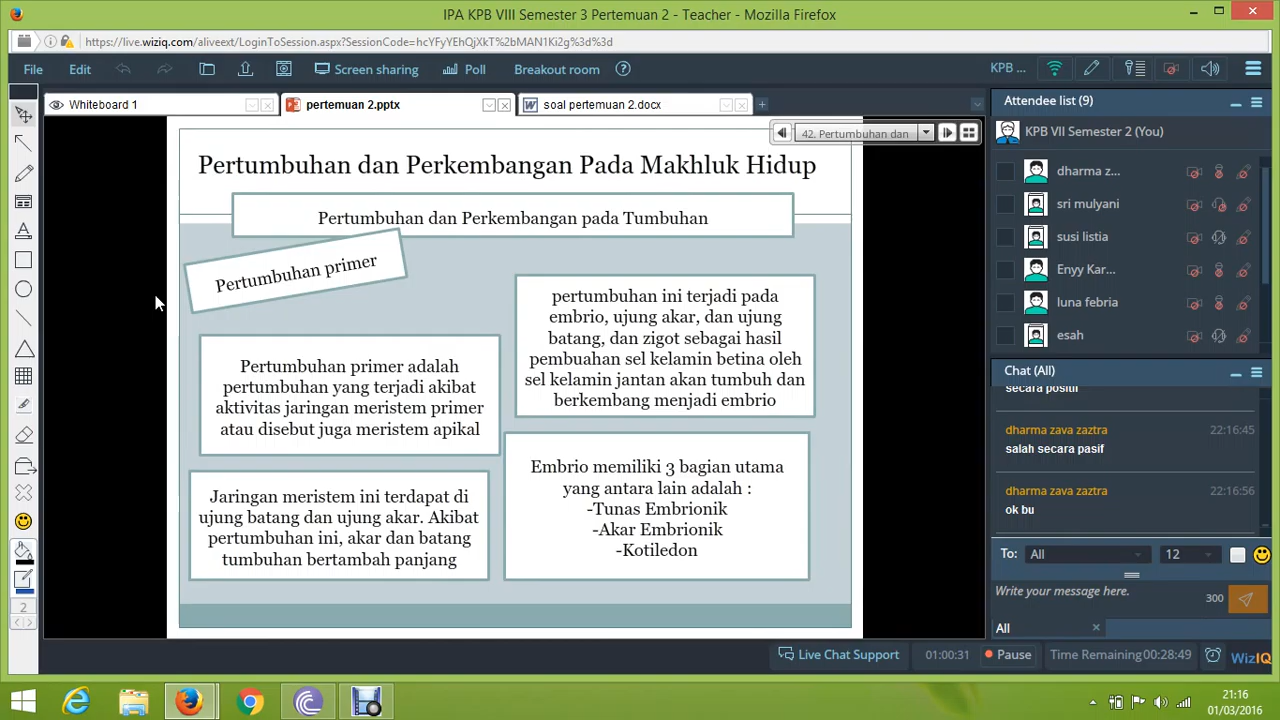 IPA KPB VIII Semester 3 Pertemuan 2 - Teacher - Mozilla Firefox
https://live.wiziq.com/aliveext/LoginToSession.aspx?SessionCode=hcYFyYEhQjXkT%2bMAN1Ki2g%3d%3d
File Edit Screen sharing Poll Breakout room ? KPB ...
Whiteboard 1 pertemuan 2.pptx soal pertemuan 2.docx
42. Pertumbuhan dan
Pertumbuhan dan Perkembangan Pada Makhluk Hidup
Pertumbuhan dan Perkembangan pada Tumbuhan
Pertumbuhan primer
Pertumbuhan primer adalah
pertumbuhan yang terjadi akibat
aktivitas jaringan meristem primer
atau disebut juga meristem apikal
Jaringan meristem ini terdapat di
ujung batang dan ujung akar. Akibat
pertumbuhan ini, akar dan batang
tumbuhan bertambah panjang
pertumbuhan ini terjadi pada
embrio, ujung akar, dan ujung
batang, dan zigot sebagai hasil
pembuahan sel kelamin betina oleh
sel kelamin jantan akan tumbuh dan
berkembang menjadi embrio
Embrio memiliki 3 bagian utama
yang antara lain adalah :
-Tunas Embrionik
-Akar Embrionik
-Kotiledon
2
Attendee list (9)
KPB VII Semester 2 (You)
dharma z...
sri mulyani
susi listia
Enyy Kar...
luna febria
esah
Chat (All)
secara positif
dharma zava zaztra 22:16:45
salah secara pasif
dharma zava zaztra 22:16:56
ok bu
To: All 12
Write your message here. 300
All
Live Chat Support 01:00:31 Pause Time Remaining 00:28:49 WizIQ
21:16
01/03/2016